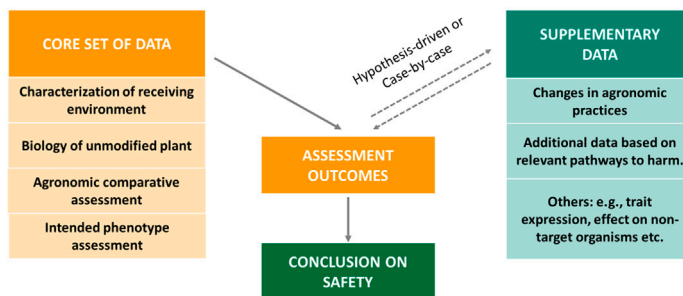 CORE SET OF DATA
Characterization of receiving
environment
Biology of unmodified plant
Agronomic comparative
assessment
Intended phenotype
assessment
Hypothesis-driven or
Case-by-case
ASSESSMENT
OUTCOMES
CONCLUSION ON
SAFETY
SUPPLEMENTARY
DATA
Changes in agronomic
practices
Additional data based on
relevant pathways to harm.
Others: e.g., trait
expression, effect on non-
target organisms etc.